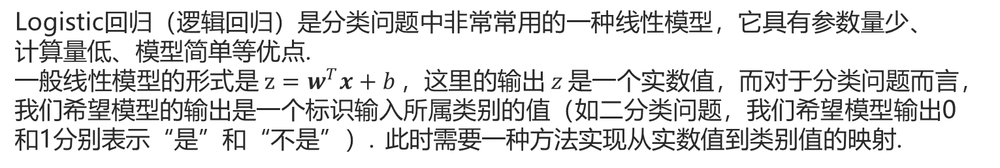 Logistic回归（逻辑回归）是分类问题中非常常用的一种线性模型，它具有参数量少、
计算量低、模型简单等优点.
一般线性模型的形式是 z = wᵀx + b ，这里的输出 z 是一个实数值，而对于分类问题而言，
我们希望模型的输出是一个标识输入所属类别的值（如二分类问题，我们希望模型输出0
和1分别表示“是”和“不是”）. 此时需要一种方法实现从实数值到类别值的映射.